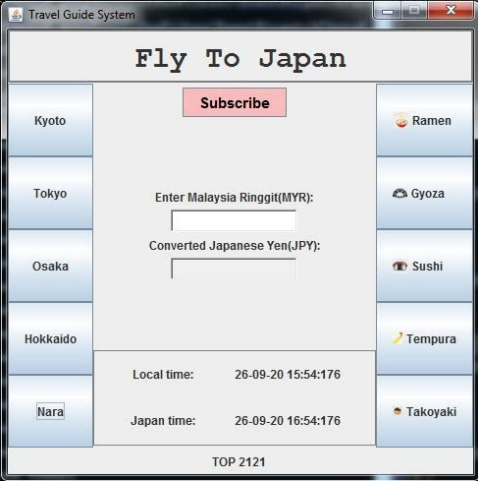 Travel Guide System
Fly To Japan
Subscribe
Kyoto
Tokyo
Osaka
Hokkaido
Nara
Enter Malaysia Ringgit(MYR):
Converted Japanese Yen(JPY):
Local time: 26-09-20 15:54:176
Japan time: 26-09-20 16:54:176
Ramen
Gyoza
Sushi
Tempura
Takoyaki
TOP 2121